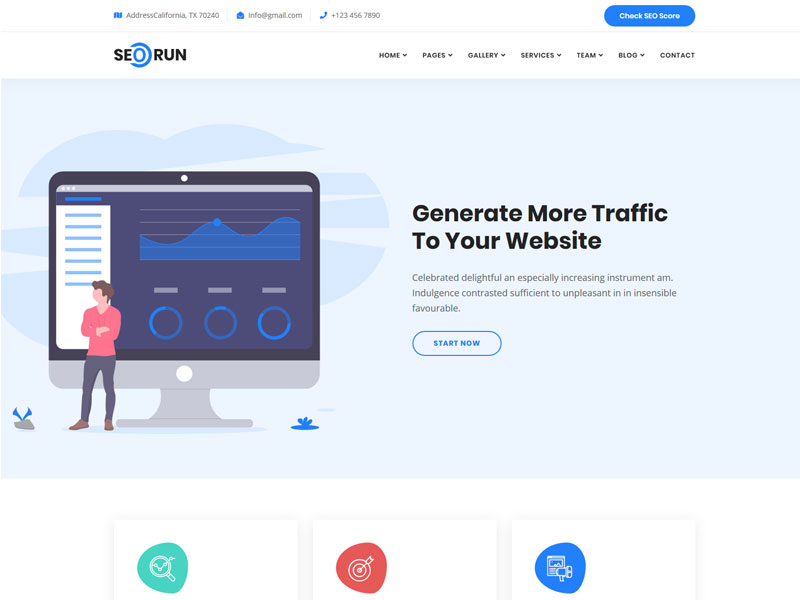 AddressCalifornia, TX 70240
Info@gmail.com
+123 456 7890
Check SEO Score
SEO RUN
HOME
PAGES
GALLERY
SERVICES
TEAM
BLOG
CONTACT
Generate More Traffic
To Your Website
Celebrated delightful an especially increasing instrument am.
Indulgence contrasted sufficient to unpleasant in in insensible
favourable.
START NOW